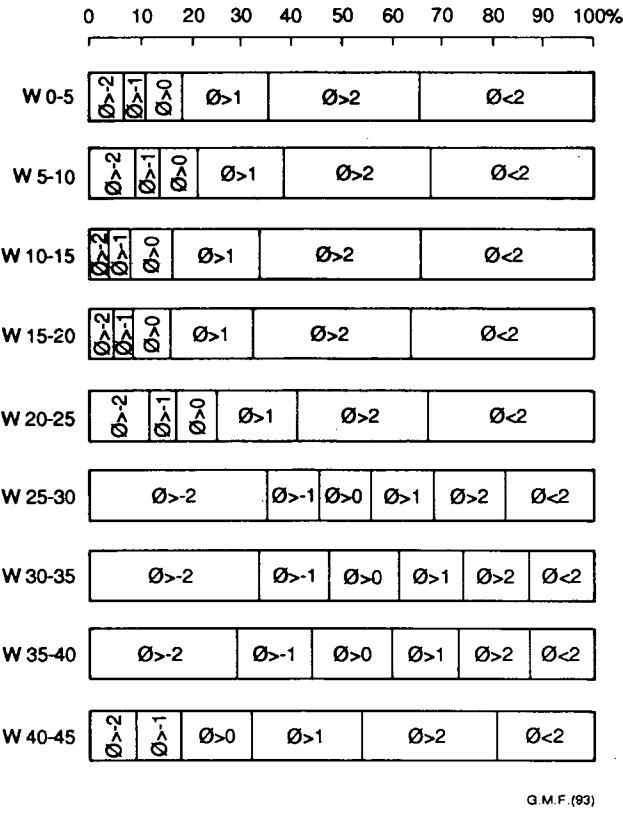 0 10 20 30 40 50 60 70 80 90 100%
W 0-5 Ø>-2 Ø>-1 Ø>0 Ø>1 Ø>2 Ø<2
W 5-10 Ø>-2 Ø>-1 Ø>0 Ø>1 Ø>2 Ø<2
W 10-15 Ø>-2 Ø>-1 Ø>0 Ø>1 Ø>2 Ø<2
W 15-20 Ø>-2 Ø>-1 Ø>0 Ø>1 Ø>2 Ø<2
W 20-25 Ø>-2 Ø>-1 Ø>0 Ø>1 Ø>2 Ø<2
W 25-30 Ø>-2 Ø>-1 Ø>0 Ø>1 Ø>2 Ø<2
W 30-35 Ø>-2 Ø>-1 Ø>0 Ø>1 Ø>2 Ø<2
W 35-40 Ø>-2 Ø>-1 Ø>0 Ø>1 Ø>2 Ø<2
W 40-45 Ø>-2 Ø>-1 Ø>0 Ø>1 Ø>2 Ø<2
G.M.F.(93)